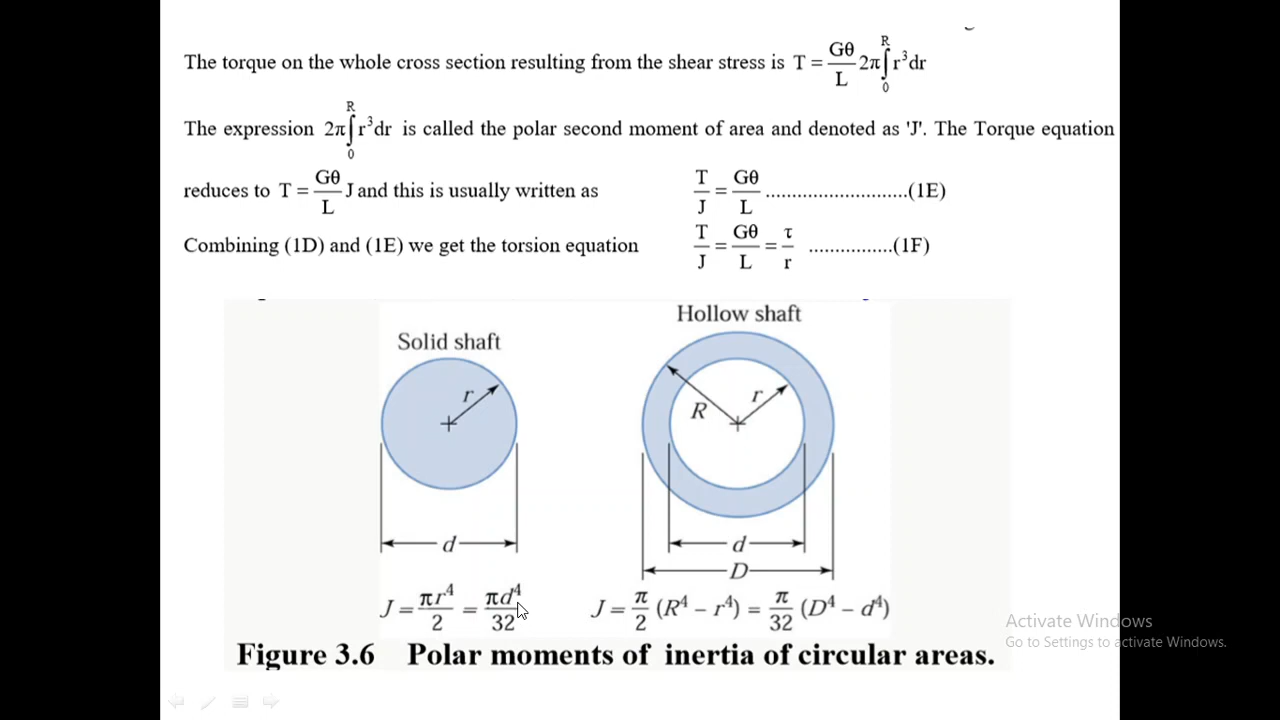 The torque on the whole cross section resulting from the shear stress is T = Gθ/L 2π∫₀ᴿ r³dr
The expression 2π∫₀ᴿ r³dr is called the polar second moment of area and denoted as 'J'. The Torque equation
reduces to T = Gθ/L J and this is usually written as T/J = Gθ/L ..........................(1E)
Combining (1D) and (1E) we get the torsion equation T/J = Gθ/L = τ/r ................(1F)
Hollow shaft
Solid shaft
r
R
r
d
d
D
J = πr⁴/2 = πd⁴/32
J = π/2 (R⁴ – r⁴) = π/32 (D⁴ – d⁴)
Activate Windows
Go to Settings to activate Windows.
Figure 3.6 Polar moments of inertia of circular areas.